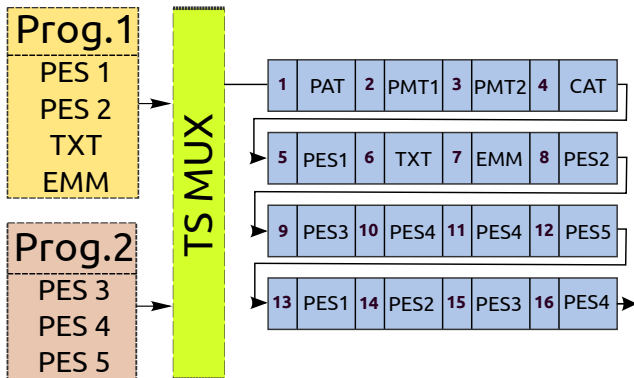 Prog.1
PES 1
PES 2
TXT
EMM
Prog.2
PES 3
PES 4
PES 5
TS MUX
1 PAT 2 PMT1 3 PMT2 4 CAT
5 PES1 6 TXT 7 EMM 8 PES2
9 PES3 10 PES4 11 PES4 12 PES5
13 PES1 14 PES2 15 PES3 16 PES4